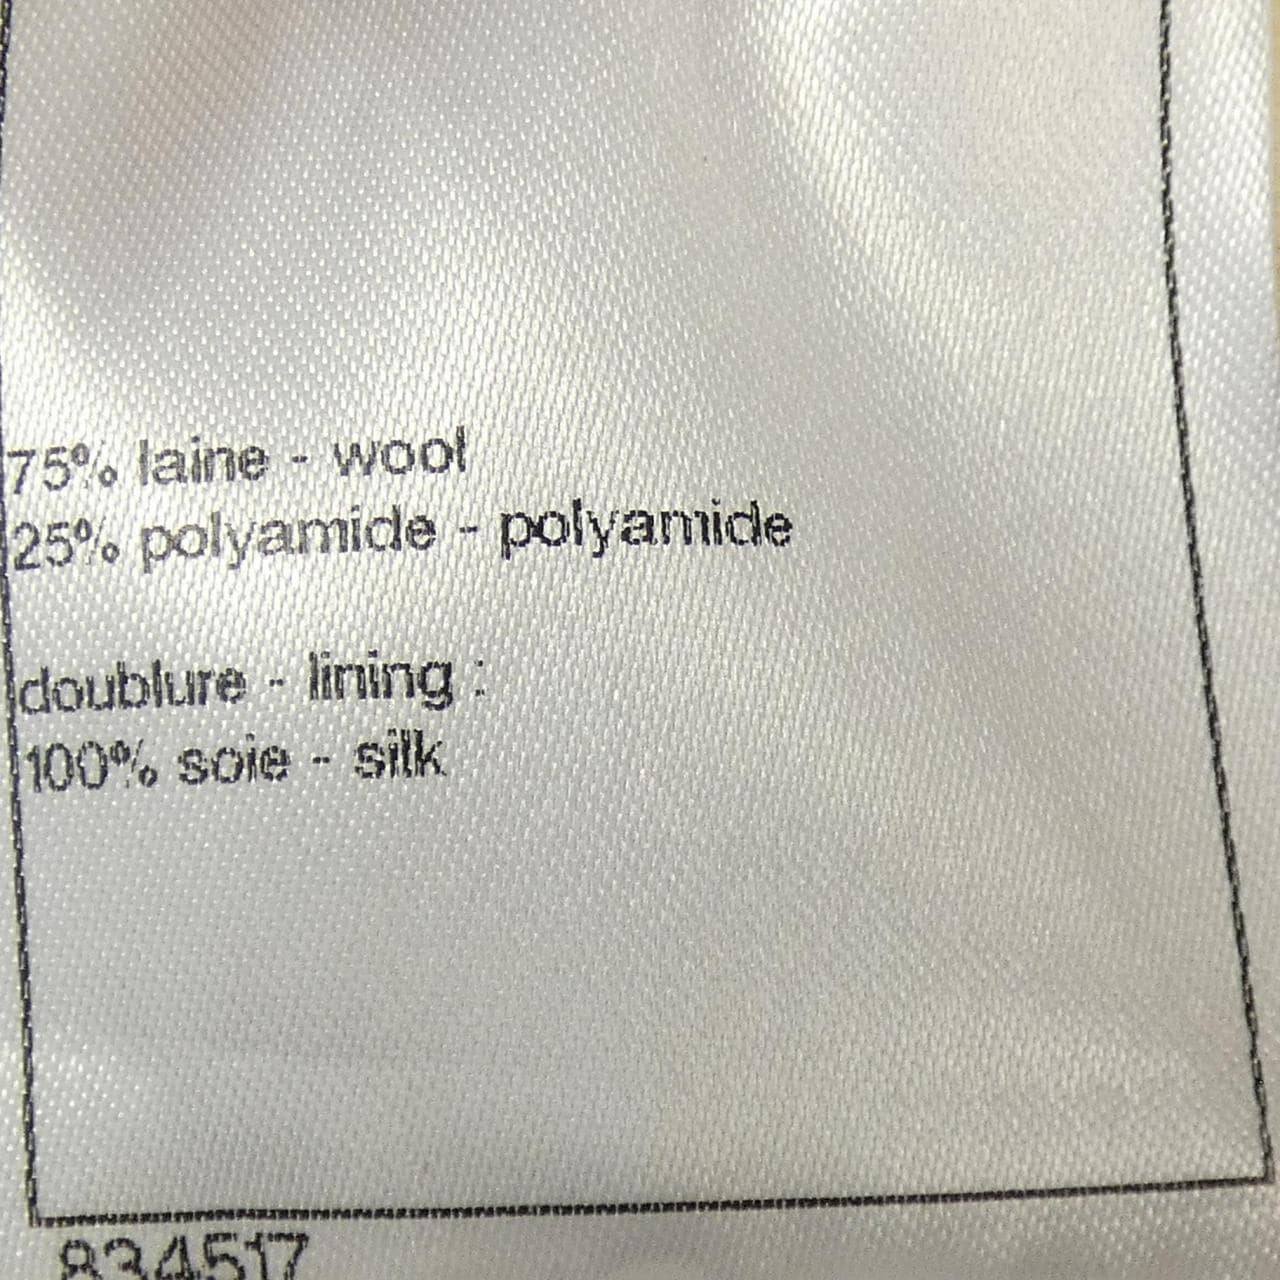 75% laine - wool
25% polyamide - polyamide
doublure - lining :
100% soie - silk
834517